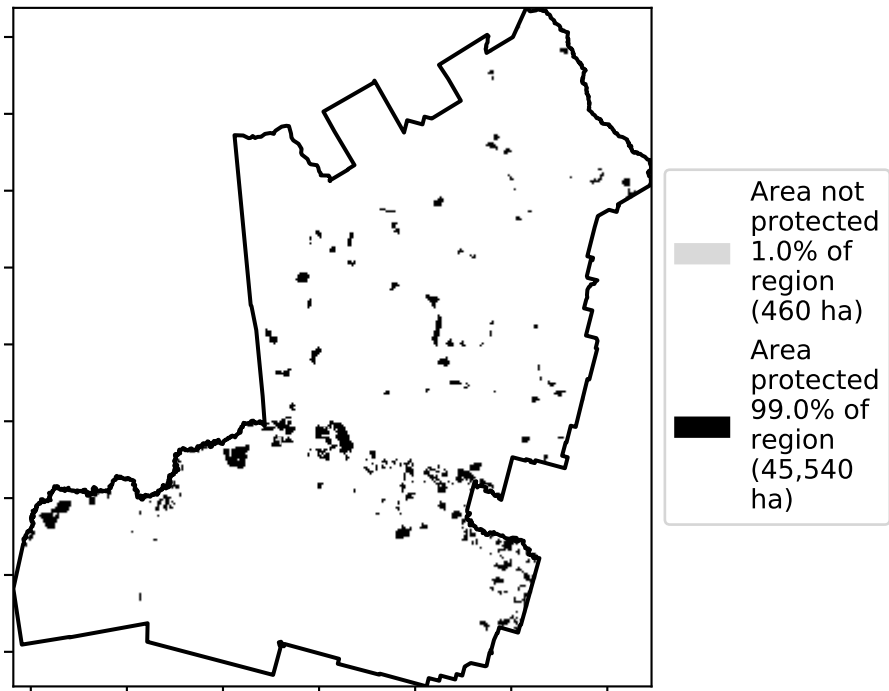 Area not
protected
1.0% of
region
(460 ha)
Area
protected
99.0% of
region
(45,540
ha)